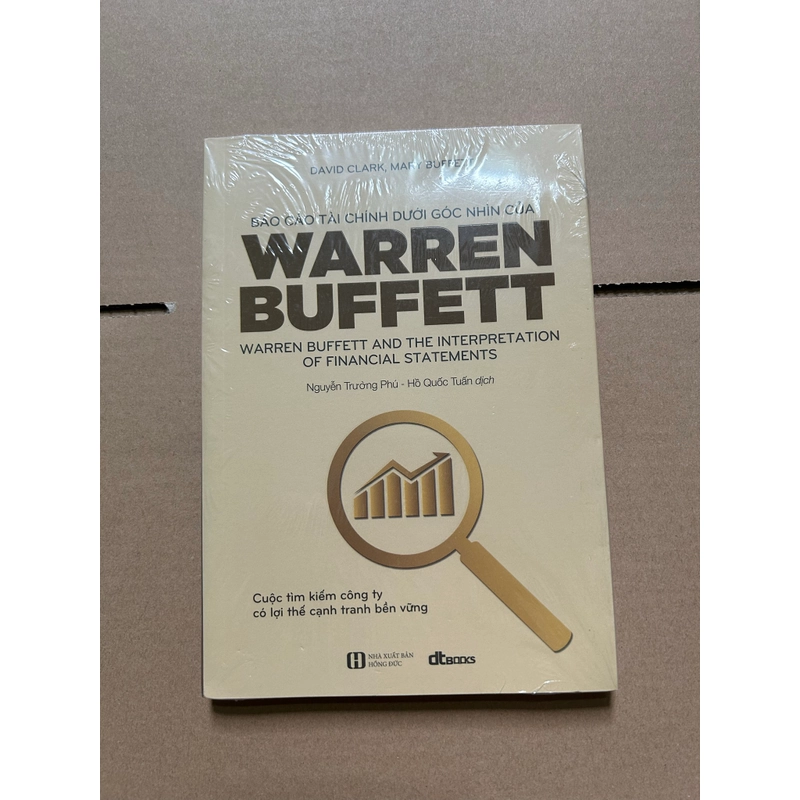 DAVID CLARK, MARY BUFFETT
BÁO CÁO TÀI CHÍNH DƯỚI GÓC NHÌN CỦA
WARREN
BUFFETT
WARREN BUFFETT AND THE INTERPRETATION
OF FINANCIAL STATEMENTS
Nguyễn Trường Phú - Hồ Quốc Tuấn dịch
Cuộc tìm kiếm công ty
có lợi thế cạnh tranh bền vững
NHÀ XUẤT BẢN
HỒNG ĐỨC
dtBOOKS